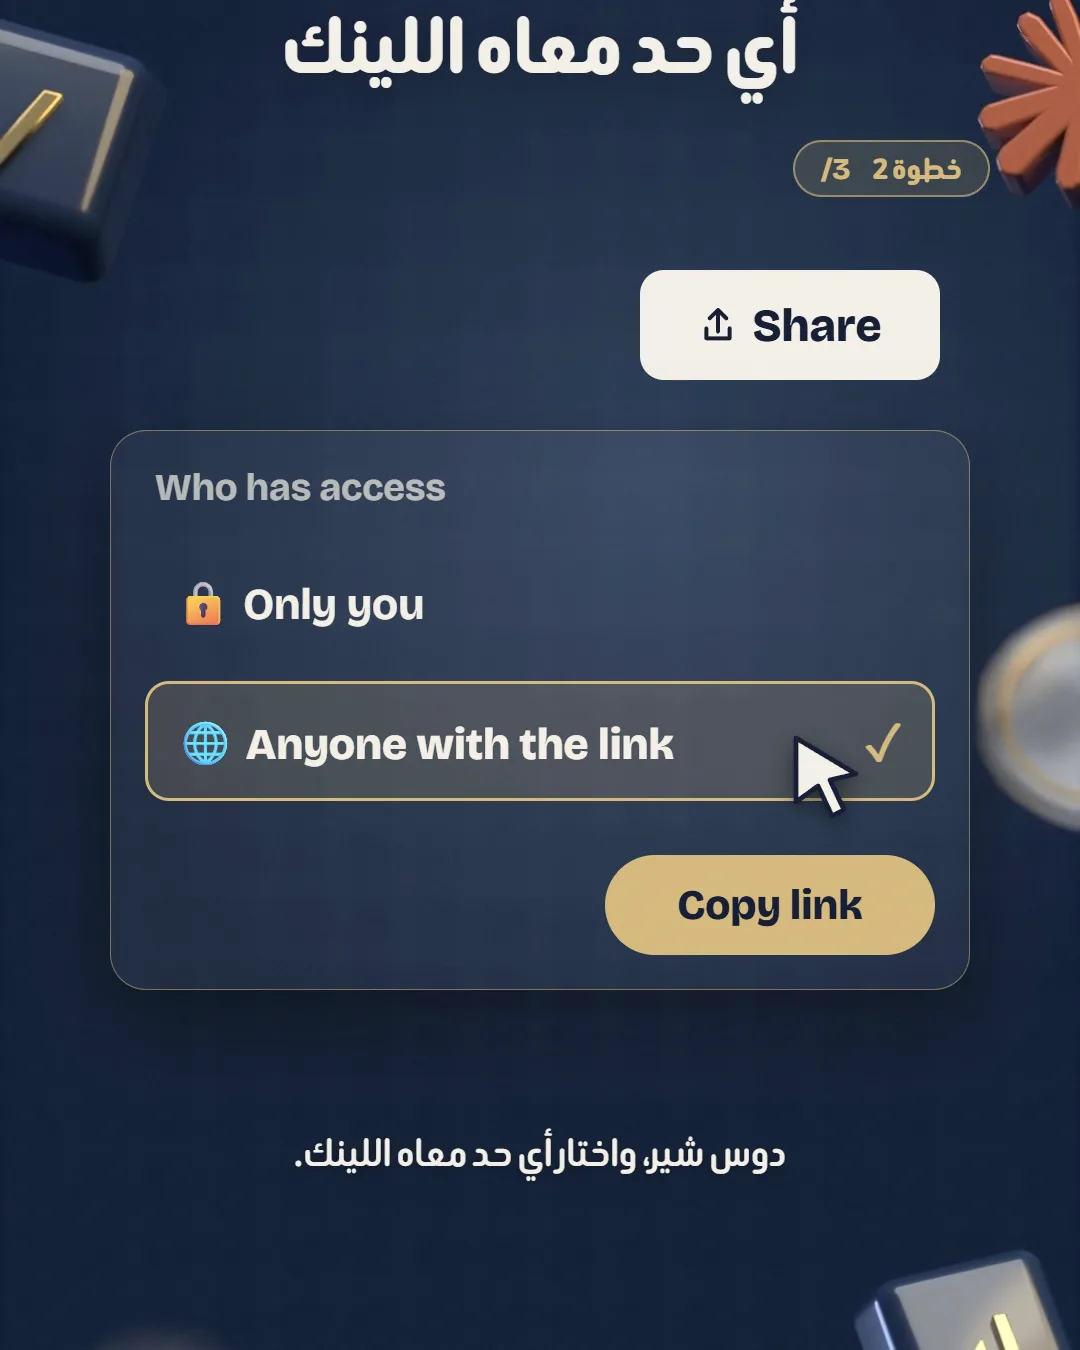 أي حد معاه اللينك
خطوة 2 /3
Share
Who has access
Only you
Anyone with the link
Copy link
دوس شير، واختار أي حد معاه اللينك.